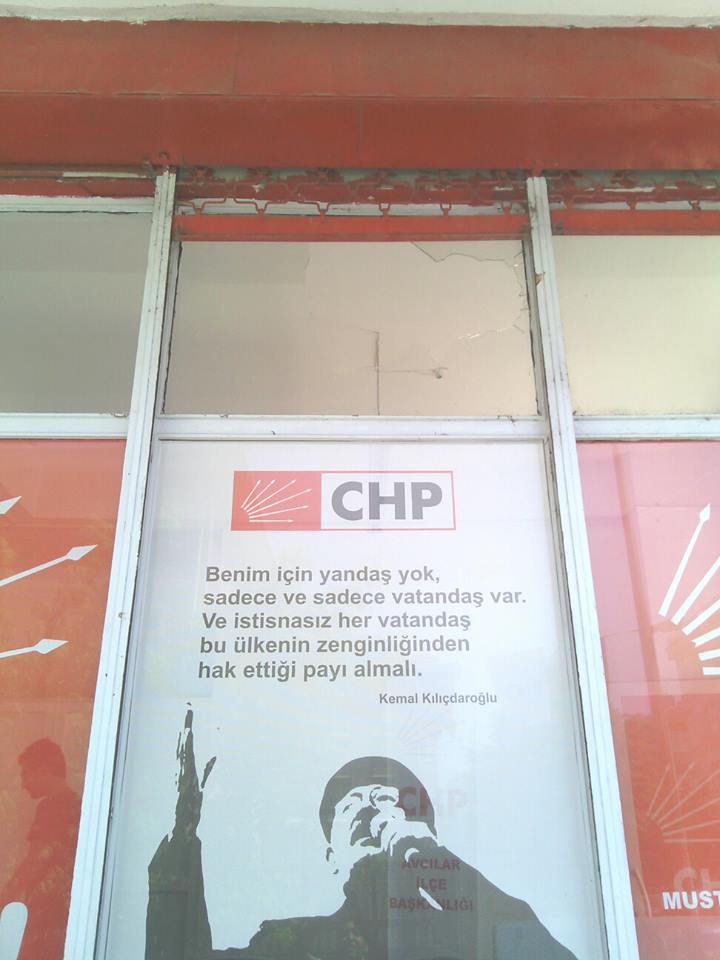 CHP
Benim için yandaş yok,
sadece ve sadece vatandaş var.
Ve istisnasız her vatandaş
bu ülkenin zenginliğinden
hak ettiği payı almalı.
Kemal Kılıçdaroğlu
CHP
AVCILAR
İLÇE
BAŞKANLIĞI
CH
MUST